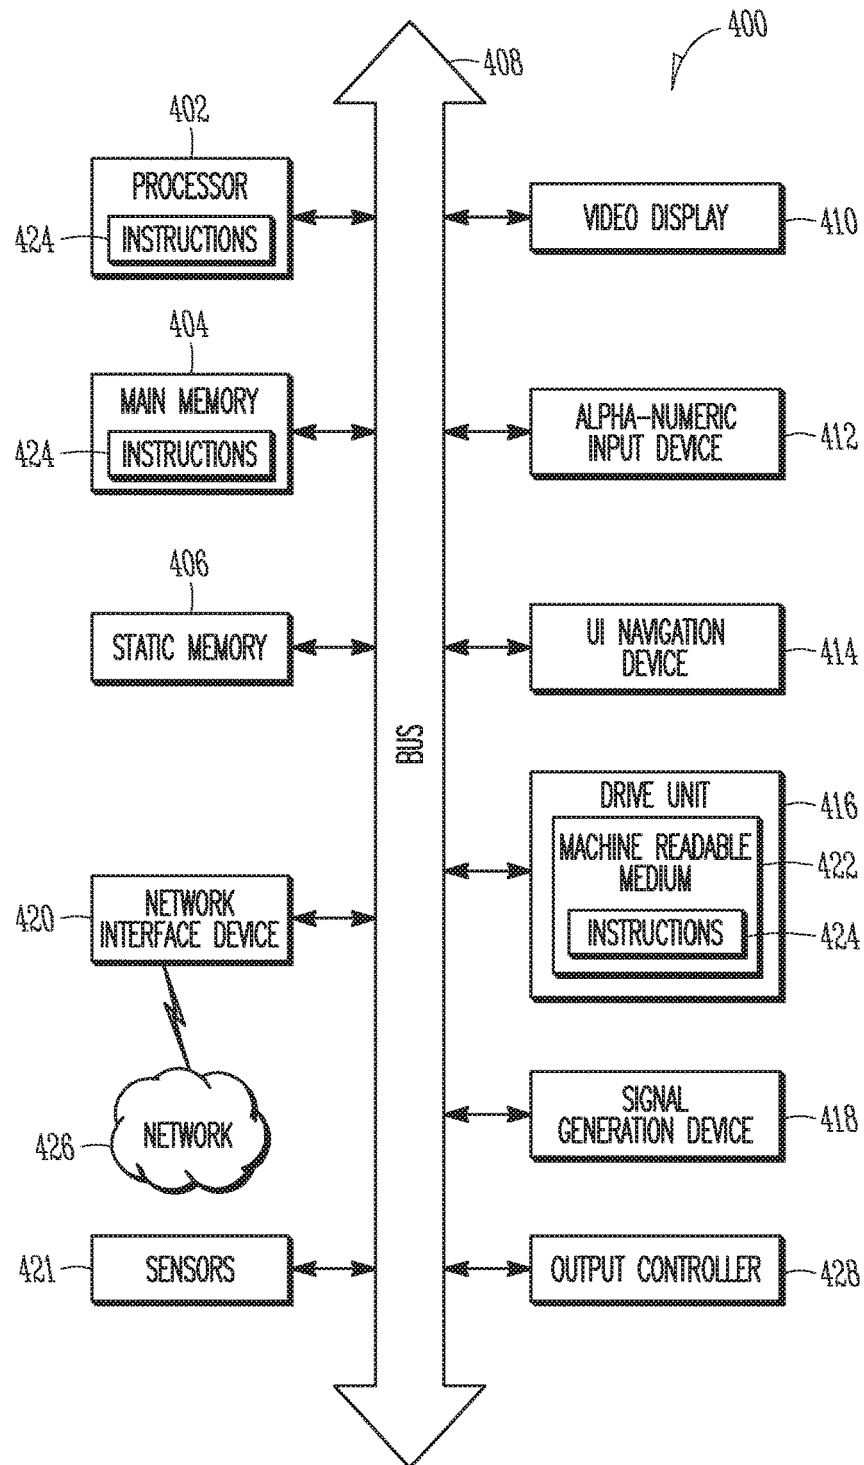 400
408
402
PROCESSOR
424
INSTRUCTIONS
VIDEO DISPLAY
410
404
MAIN MEMORY
424
INSTRUCTIONS
ALPHA-NUMERIC
INPUT DEVICE
412
406
STATIC MEMORY
UI NAVIGATION
DEVICE
414
BUS
DRIVE UNIT
416
MACHINE READABLE
MEDIUM
422
INSTRUCTIONS
424
420
NETWORK
INTERFACE DEVICE
NETWORK
426
SIGNAL
GENERATION DEVICE
418
421
SENSORS
OUTPUT CONTROLLER
428